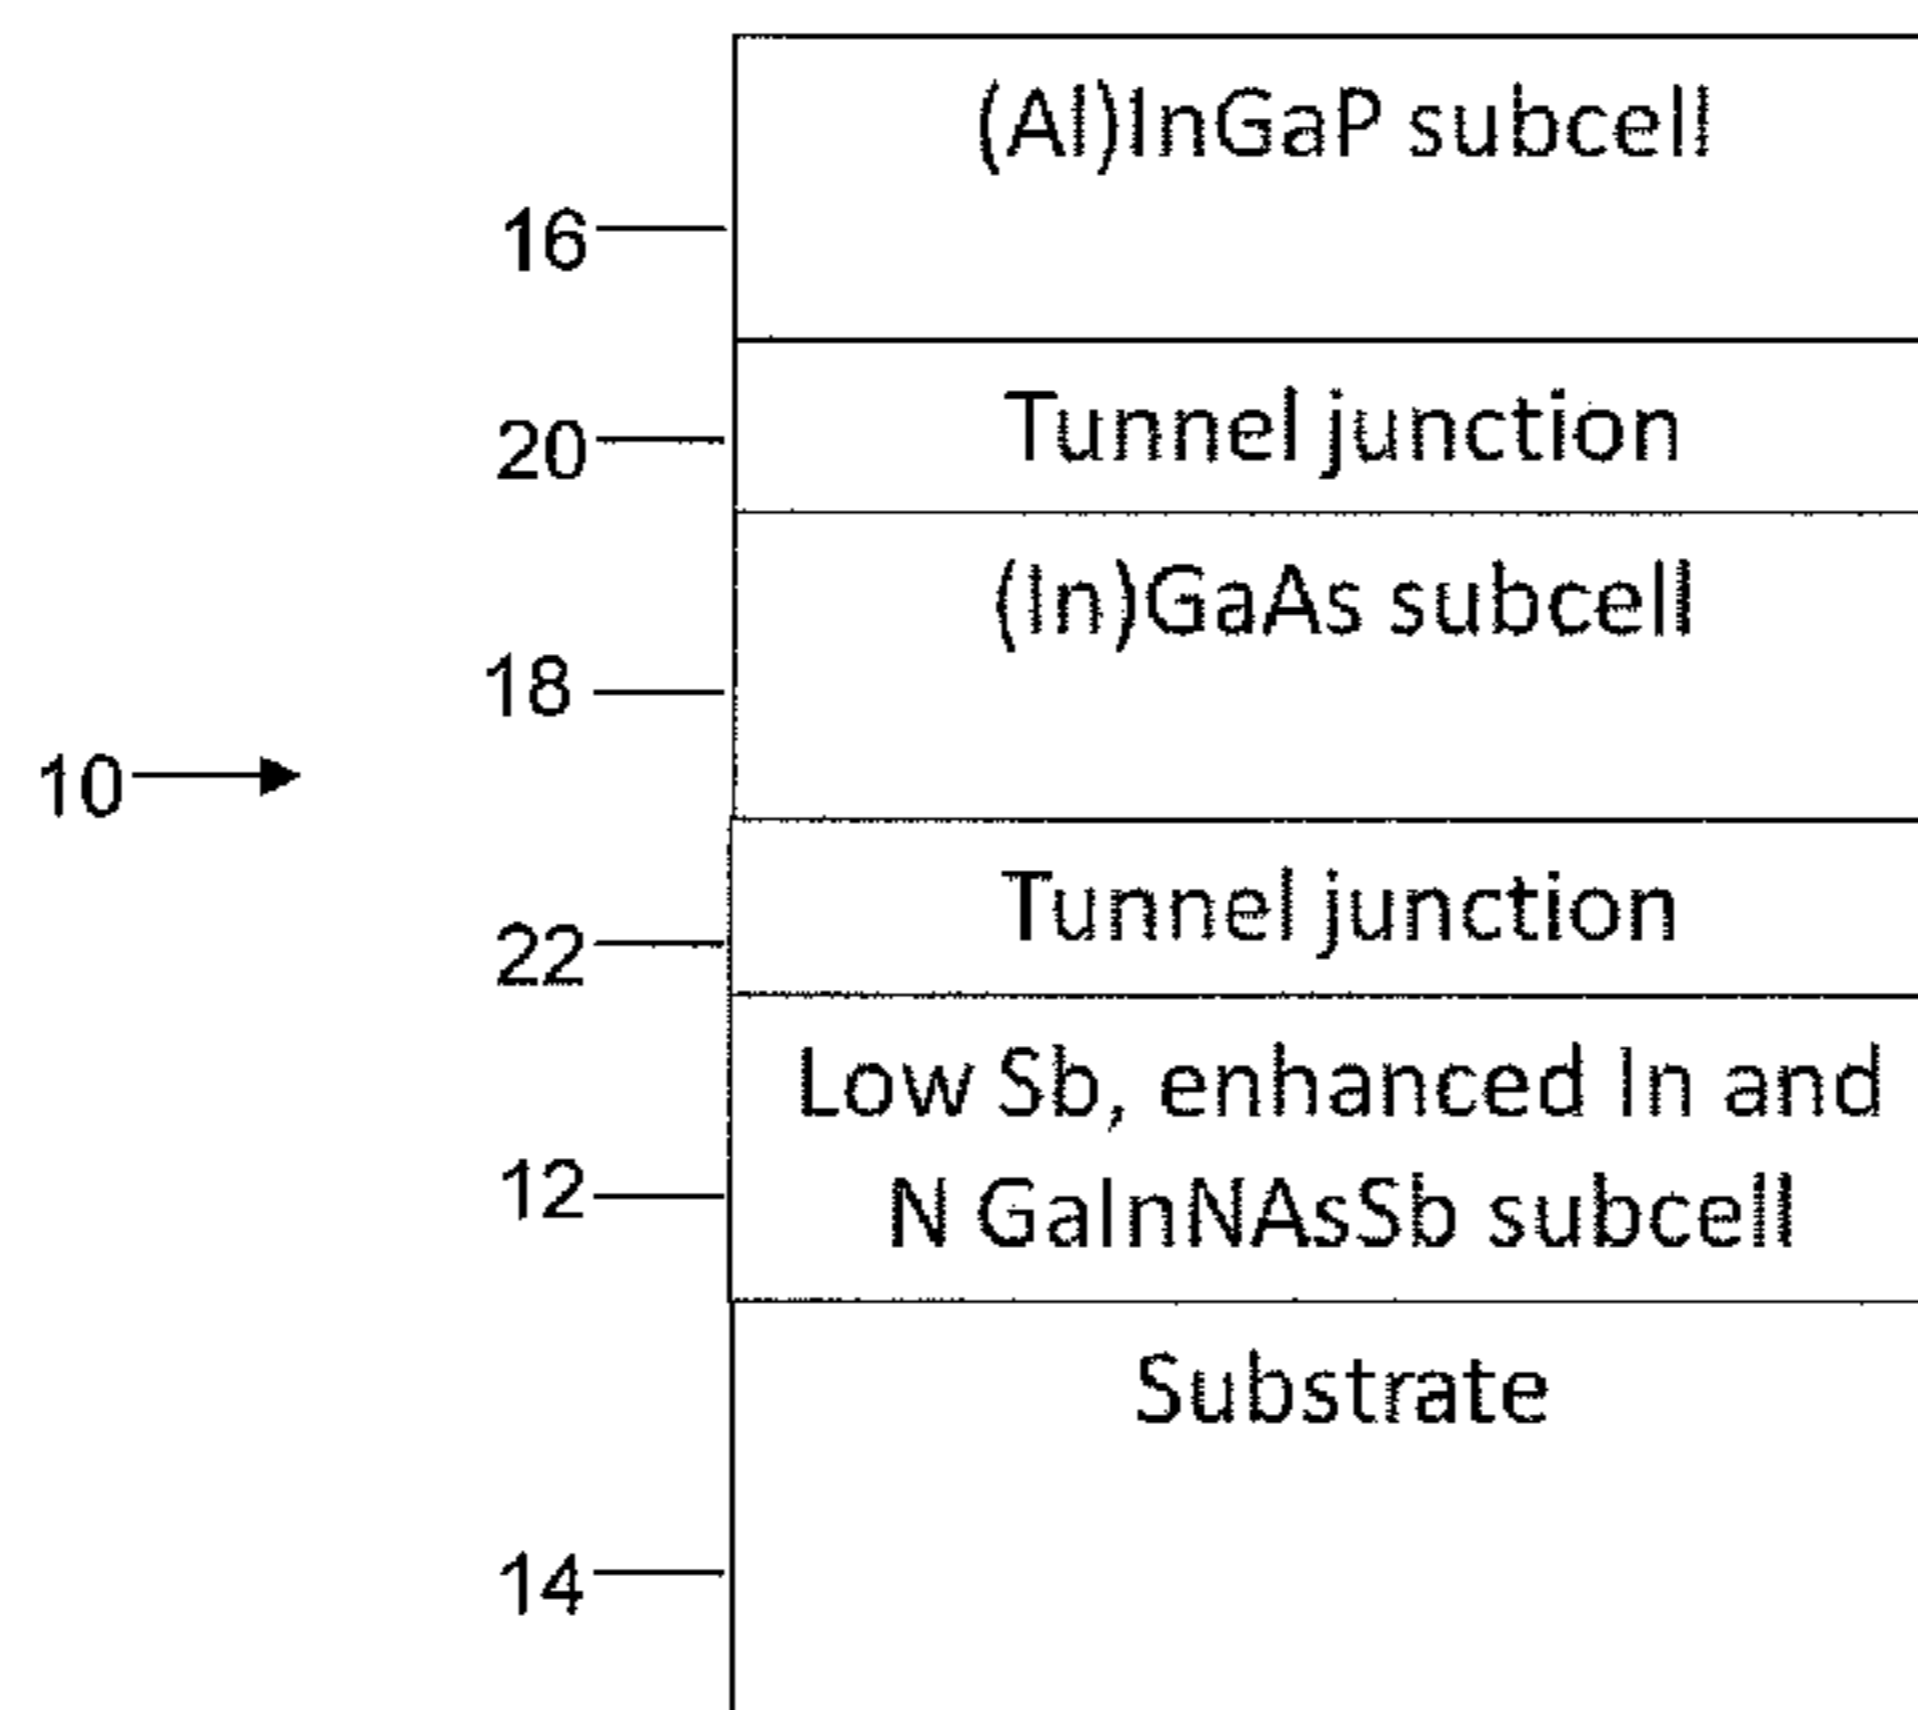 (Al)InGaP subcell
16
Tunnel junction
20
(In)GaAs subcell
18
10
Tunnel junction
22
Low Sb, enhanced In and
N GaInNAsSb subcell
12
Substrate
14